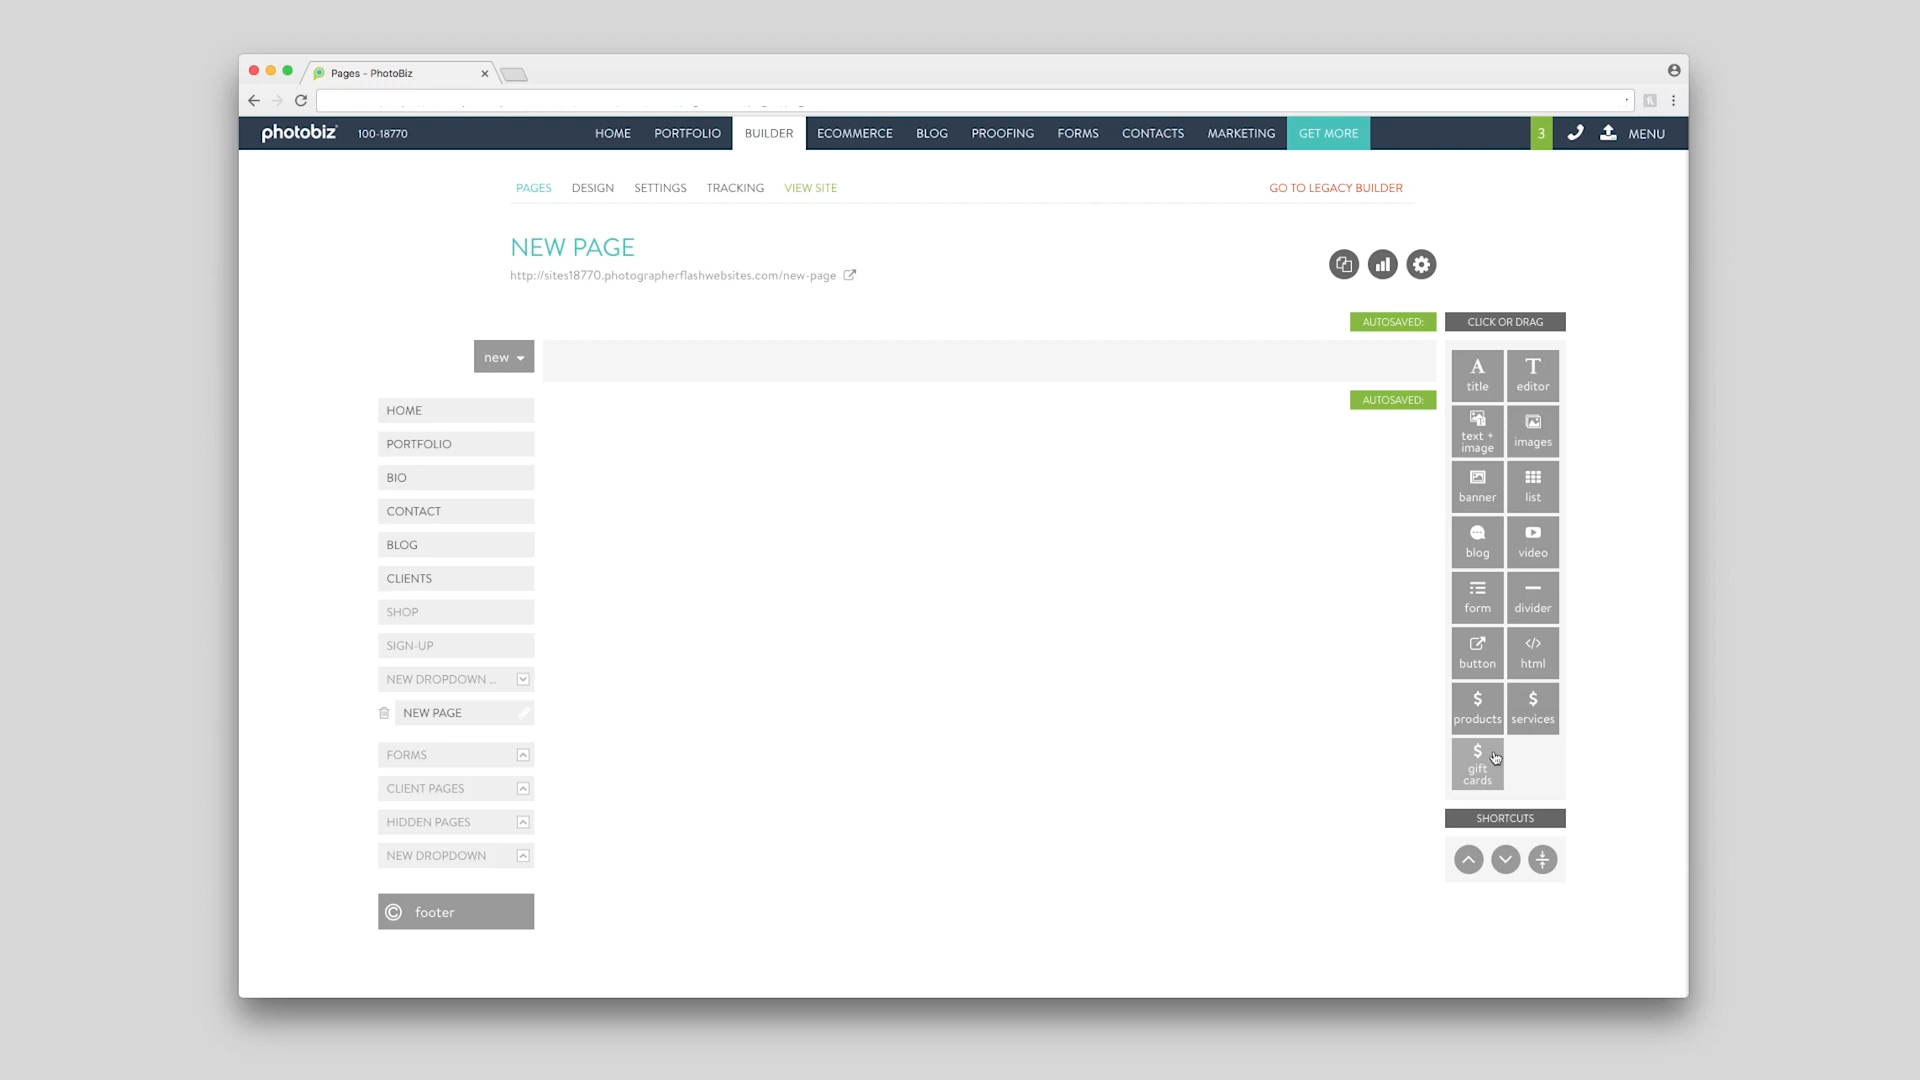 Pages - PhotoBiz
photobiz 100-18770 HOME PORTFOLIO BUILDER ECOMMERCE BLOG PROOFING FORMS CONTACTS MARKETING GET MORE 3 MENU
PAGES DESIGN SETTINGS TRACKING VIEW SITE GO TO LEGACY BUILDER
NEW PAGE
http://sites18770.photographerflashwebsites.com/new-page
AUTOSAVED: CLICK OR DRAG
new
AUTOSAVED:
HOME
PORTFOLIO
BIO
CONTACT
BLOG
CLIENTS
SHOP
SIGN-UP
NEW DROPDOWN ...
NEW PAGE
FORMS
CLIENT PAGES
HIDDEN PAGES
NEW DROPDOWN
© footer
A T
title editor
text +
image
images
banner list
blog video
form divider
button </> html
$ $
products services
$
gift
cards
SHORTCUTS